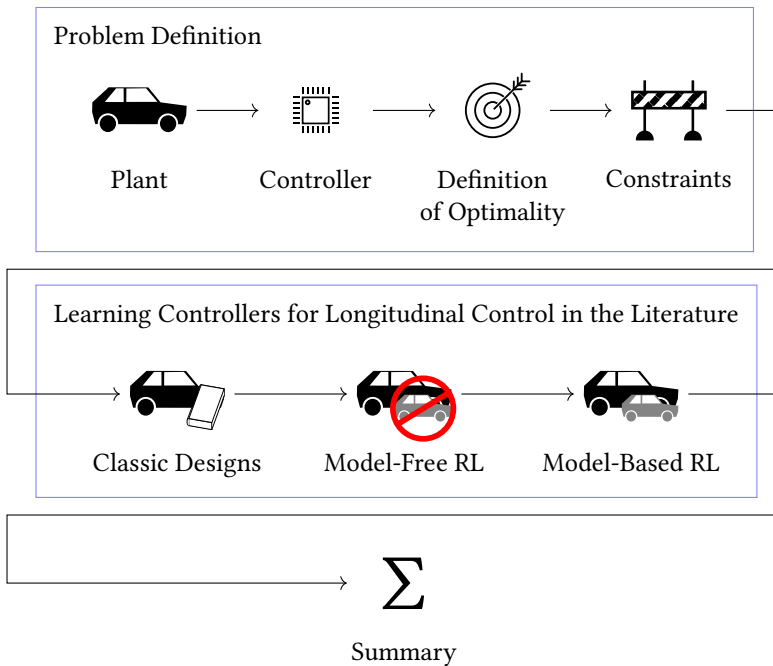 Problem Definition
Plant
Controller
Definition
of Optimality
Constraints
Learning Controllers for Longitudinal Control in the Literature
Classic Designs
Model-Free RL
Model-Based RL
∑
Summary